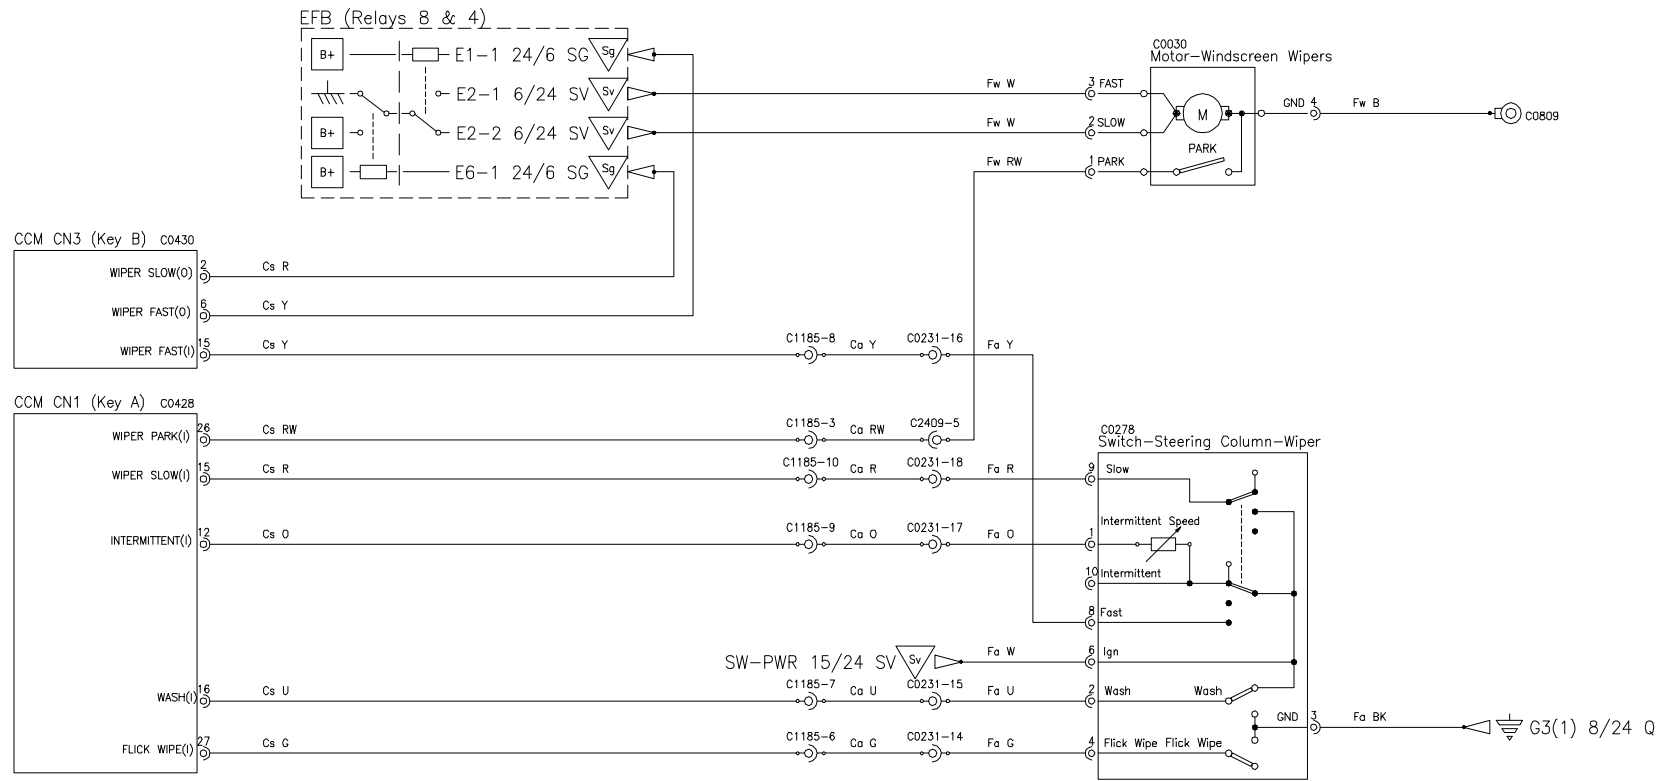 EFB (Relays 8 & 4)
B+ E1-1 24/6 SG Sg
E2-1 6/24 SV Sv
B+ E2-2 6/24 SV Sv
B+ E6-1 24/6 SG Sg
C0030
Motor-Windscreen Wipers
Fw W 3 FAST
Fw W 2 SLOW
Fw RW 1 PARK
M
PARK
GND 4 Fw B C0809
CCM CN3 (Key B) C0430
WIPER SLOW(O) 2 Cs R
WIPER FAST(O) 6 Cs Y
WIPER FAST(I) 15 Cs Y C1185-8 Ca Y C0231-16 Fa Y
CCM CN1 (Key A) C0428
WIPER PARK(I) 26 Cs RW C1185-3 Ca RW C2409-5
WIPER SLOW(I) 15 Cs R C1185-10 Ca R C0231-18 Fa R
INTERMITTENT(I) 12 Cs O C1185-9 Ca O C0231-17 Fa O
SW-PWR 15/24 SV Sv Fa W
WASH(I) 16 Cs U C1185-7 Ca U C0231-15 Fa U
FLICK WIPE(I) 27 Cs G C1185-6 Ca G C0231-14 Fa G
C0278
Switch-Steering Column-Wiper
9 Slow
Intermittent Speed
1
10 Intermittent
8 Fast
6 Ign
2 Wash Wash
GND 3 Fa BK G3(1) 8/24 Q
4 Flick Wipe Flick Wipe